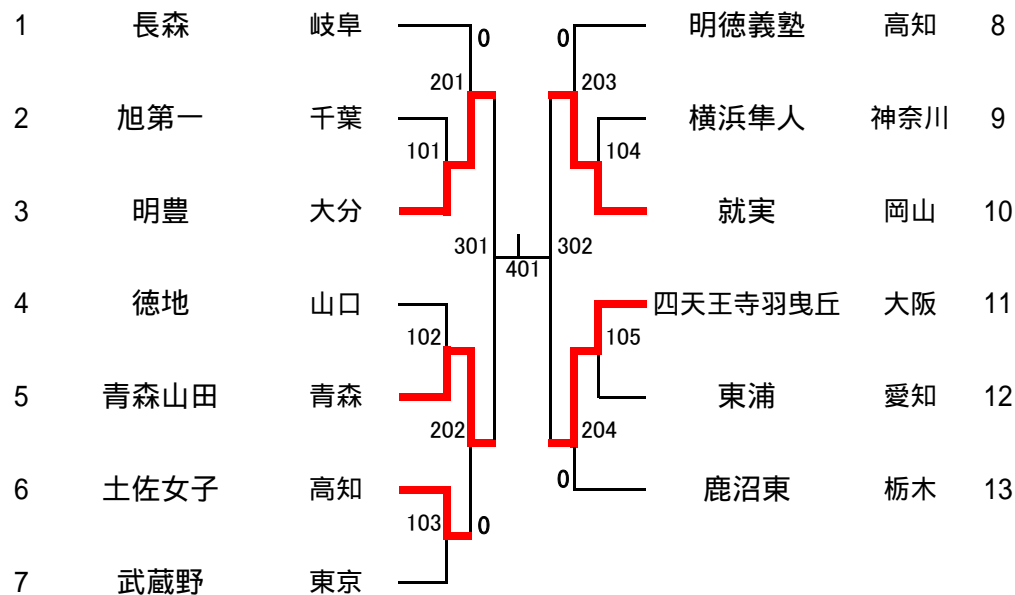 1 長森 岐阜 0 0 明徳義塾 高知 8
201 203
2 旭第一 千葉 横浜隼人 神奈川 9
101 104
3 明豊 大分 就実 岡山 10
301 302
401
4 徳地 山口 四天王寺羽曳丘 大阪 11
102 105
5 青森山田 青森 東浦 愛知 12
202 204
6 土佐女子 高知 0 鹿沼東 栃木 13
103 0
7 武蔵野 東京